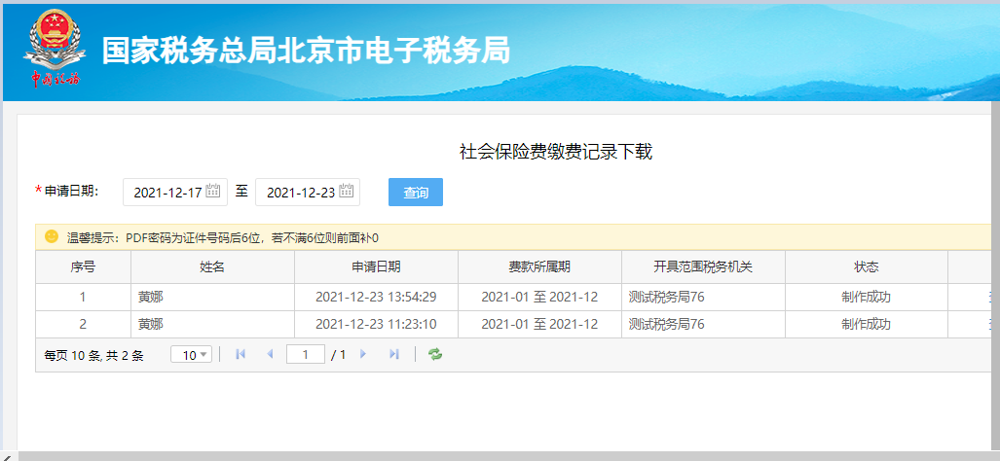 国家税务总局北京市电子税务局
中国税务
社会保险费缴费记录下载
*申请日期： 2021-12-17 至 2021-12-23 查询
温馨提示：PDF密码为证件号码后6位，若不满6位则前面补0
序号 姓名 申请日期 费款所属期 开具范围税务机关 状态
1 黄娜 2021-12-23 13:54:29 2021-01 至 2021-12 测试税务局76 制作成功
2 黄娜 2021-12-23 11:23:10 2021-01 至 2021-12 测试税务局76 制作成功
每页 10 条, 共 2 条 10 1 / 1